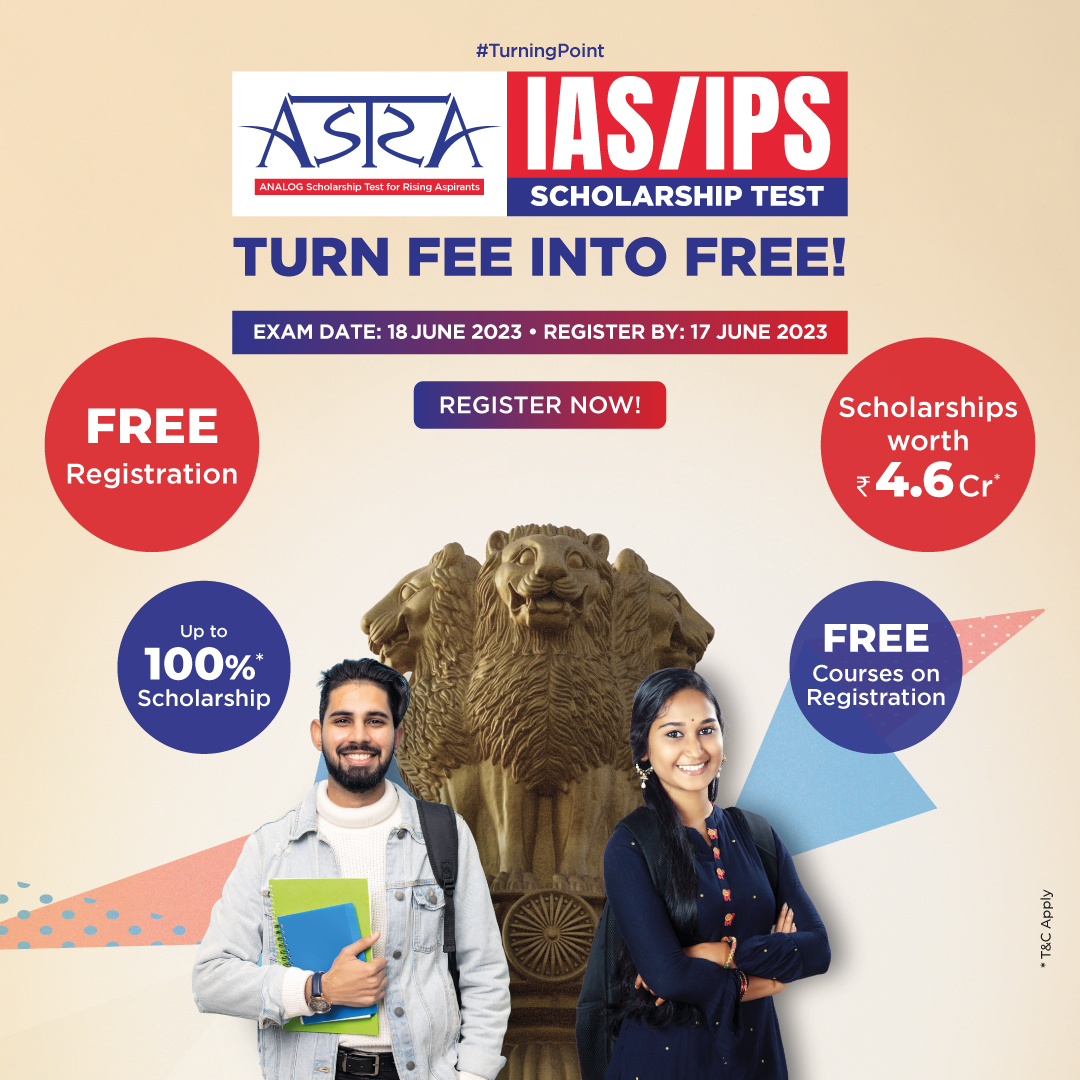 #TurningPoint
ASTRA
ANALOG Scholarship Test for Rising Aspirants
IAS/IPS
SCHOLARSHIP TEST
TURN FEE INTO FREE!
EXAM DATE: 18 JUNE 2023 • REGISTER BY: 17 JUNE 2023
REGISTER NOW!
FREE
Registration
Scholarships
worth
₹ 4.6 Cr*
Up to
100%*
Scholarship
FREE
Courses on
Registration
* T&C Apply